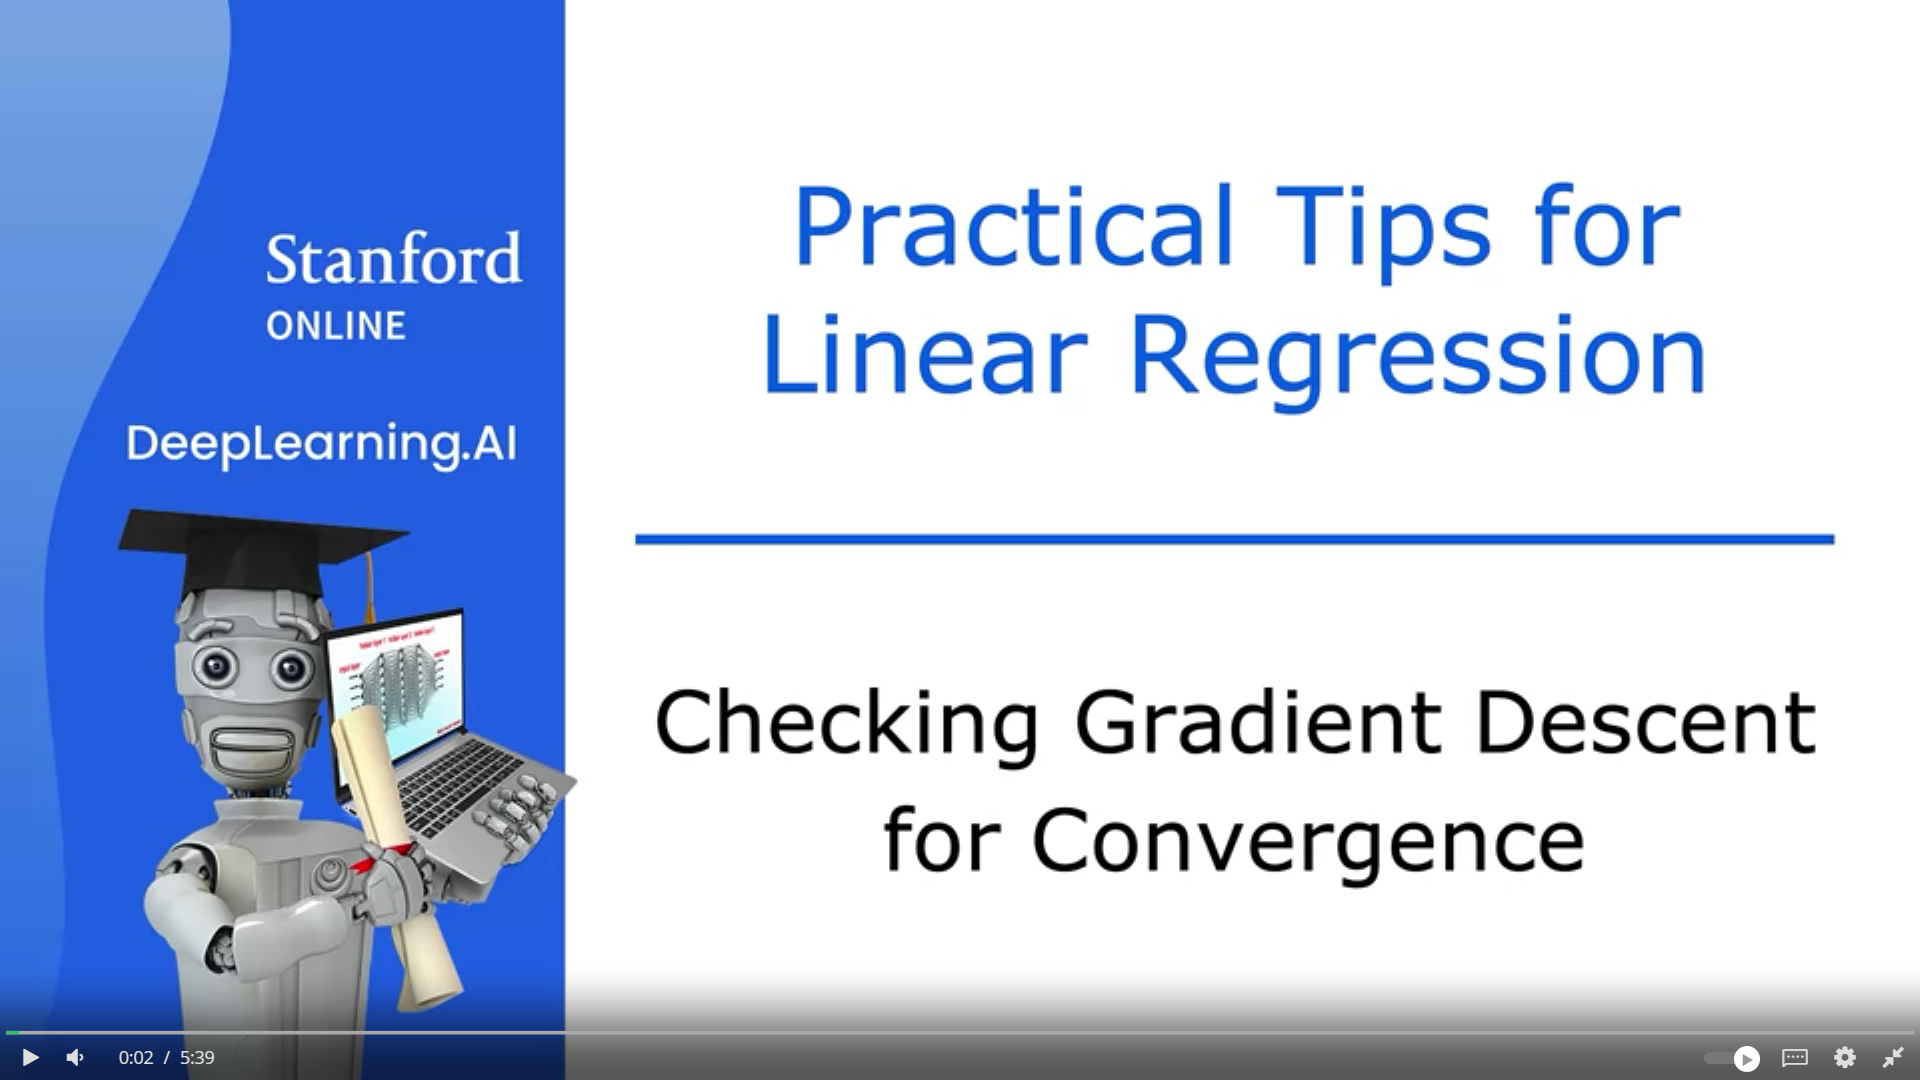 Stanford
ONLINE
DeepLearning.AI
Practical Tips for
Linear Regression
Checking Gradient Descent
for Convergence
0:02 / 5:39